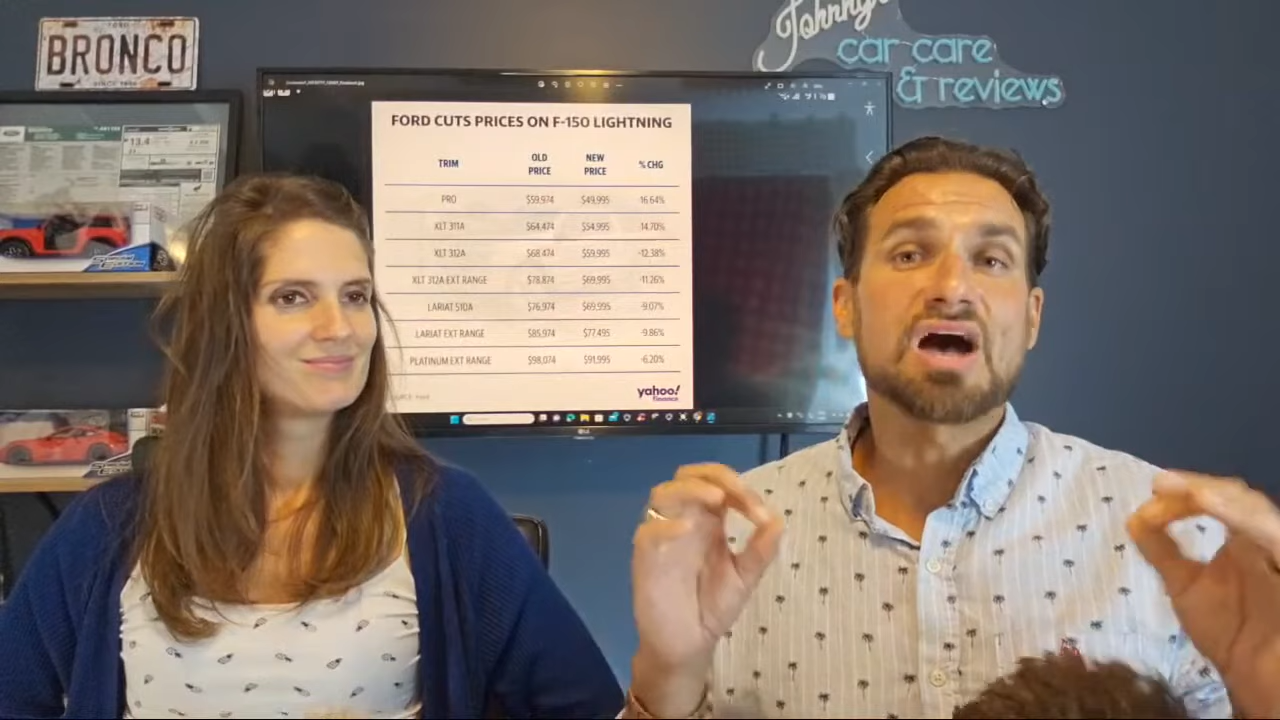 BRONCO
Johnny's
car care
& reviews
13.4
FORD CUTS PRICES ON F-150 LIGHTNING
TRIM OLD PRICE NEW PRICE % CHG
PRO $59,974 $49,995 16.64%
XLT 311A $64,474 $54,995 14.70%
XLT 312A $68,474 $59,995 -12.38%
XLT 312A EXT RANGE $78,874 $69,995 -11.26%
LARIAT 510A $76,974 $69,995 -9.07%
LARIAT EXT RANGE $85,974 $77,495 -9.86%
PLATINUM EXT RANGE $98,074 $91,995 -6.20%
yahoo!
finance
LG